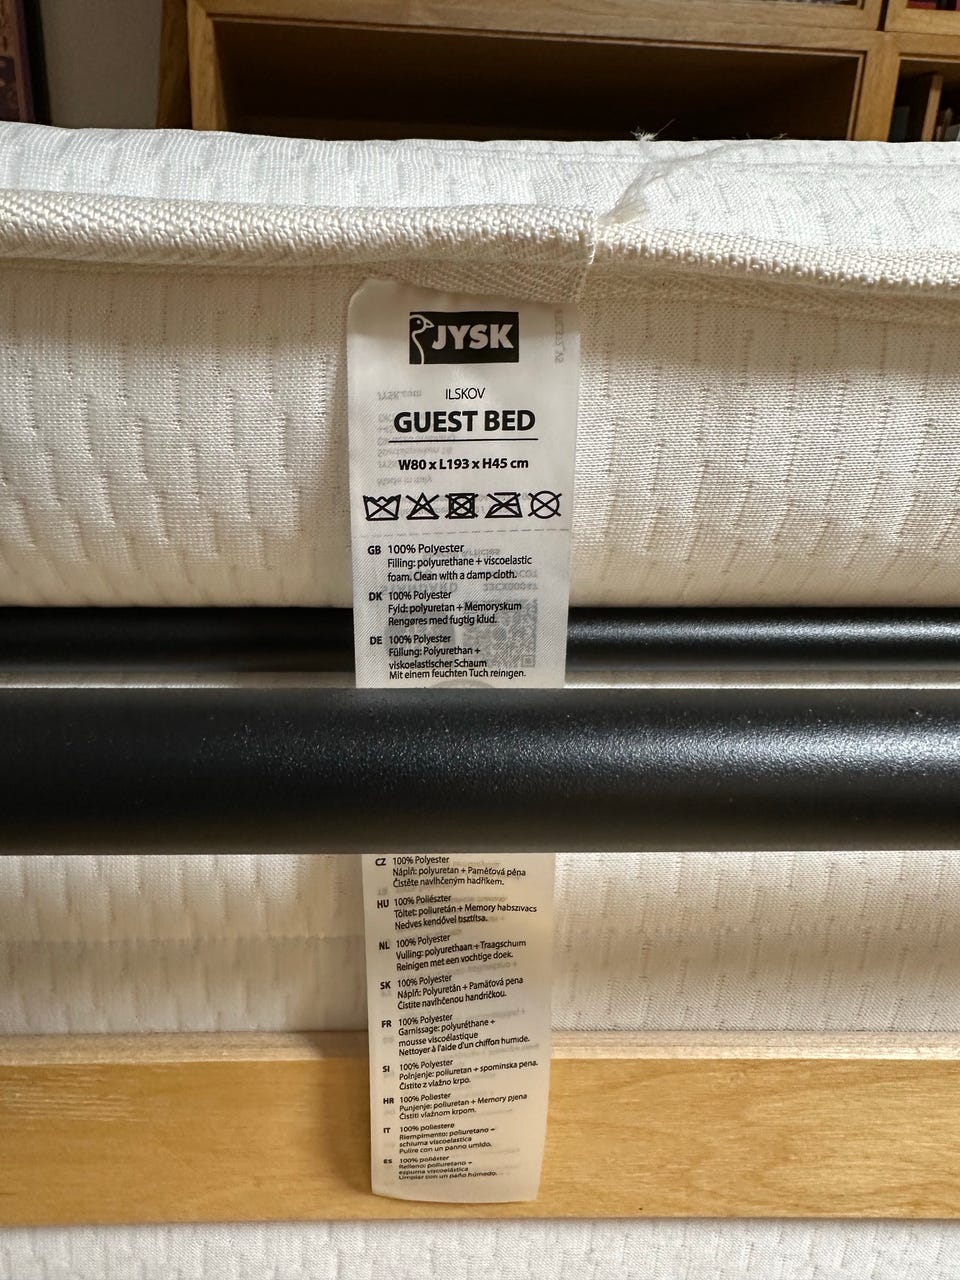 JYSK
ILSKOV
GUEST BED
W80 x L193 x H45 cm
GB 100% Polyester
Filling: polyurethane + viscoelastic
foam. Clean with a damp cloth.
DK 100% Polyester
Fyld: polyuretan + Memoryskum
Rengøres med fugtig klud.
DE 100% Polyester
Füllung: Polyurethan +
viskoelastischer Schaum
Mit einem feuchten Tuch reinigen.
CZ 100% Polyester
Náplň: polyuretan + Paměťová pěna
Čistěte navlhčeným hadříkem.
HU 100% Poliészter
Töltet: poliuretán + Memory habszivacs
Nedves kendővel tisztítsa.
NL 100% Polyester
Vulling: polyurethaan + Traagschuim
Reinigen met een vochtige doek.
SK 100% Polyester
Náplň: Polyuretán + Pamäťová pena
Čistite navlhčenou handričkou.
FR 100% Polyester
Garnissage: polyuréthane +
mousse viscoélastique
Nettoyer à l'aide d'un chiffon humide.
SI 100% Polyester
Polnjenje: poliuretan + spominska pena.
Čistite z vlažno krpo.
HR 100% Poliester
Punjenje: poliuretan + Memory pjena
Čistiti vlažnom krpom.
IT 100% poliestere
Riempimento: poliuretano +
schiuma viscoelastica
Pulire con un panno umido.
ES 100% poliéster
Relleno: poliuretano +
espuma viscoelástica
Limpiar con un paño húmedo.